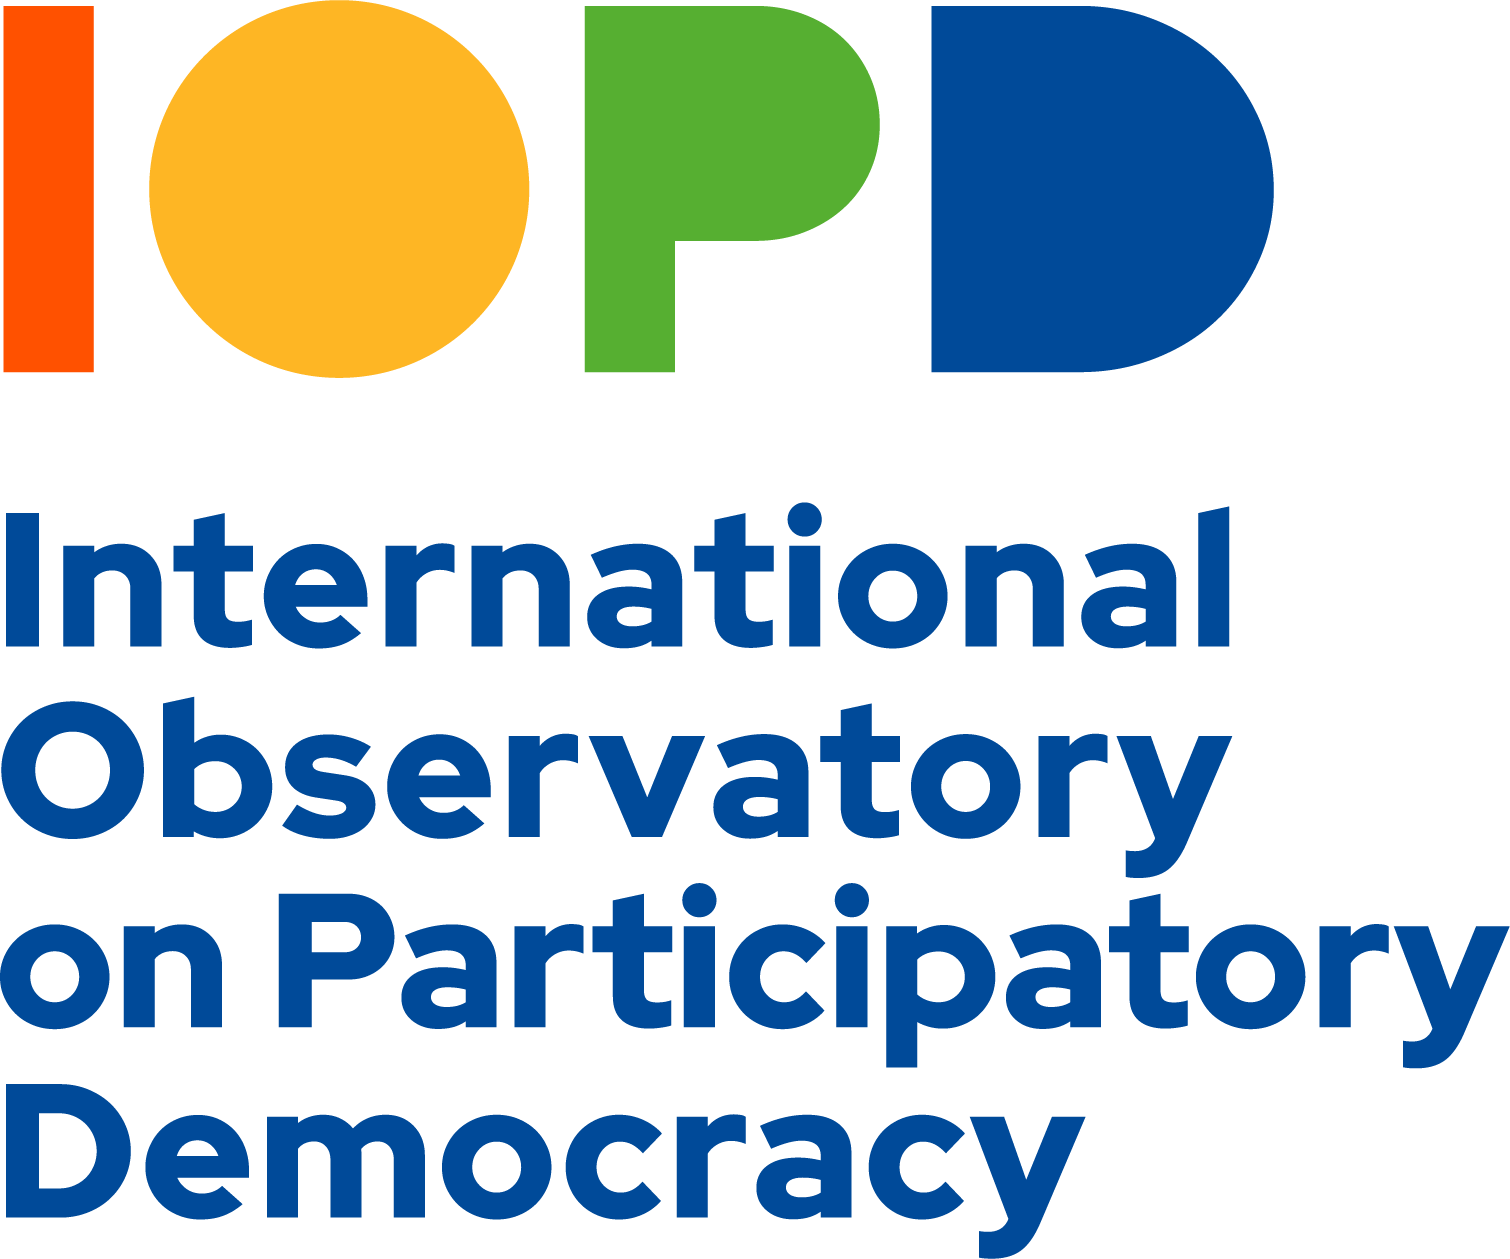 IOPD
International
Observatory
on Participatory
Democracy